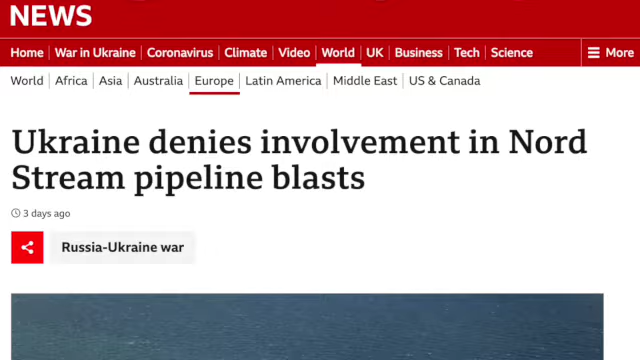 NEWS
Home War in Ukraine Coronavirus Climate Video World UK Business Tech Science More
World Africa Asia Australia Europe Latin America Middle East US & Canada
Ukraine denies involvement in Nord
Stream pipeline blasts
3 days ago
Russia-Ukraine war